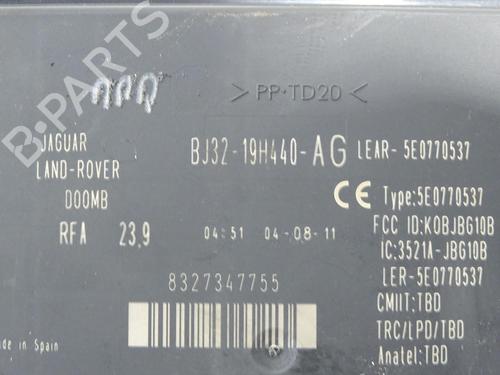 B-PARTS
>PP-TD20<
JAGUAR
LAND-ROVER
DOOMB
RFA 23.9
BJ32-19H440-AG
LEAR-5E0770537
CE
Type:5E0770537
FCC ID:KOBJBG10B
IC:3521A-JBG10B
LER-5E0770537
CMIIT:TBD
TRC/LPD/TBD
Anatel:TBD
04:51 04-08-11
8327347755
ade in Spain